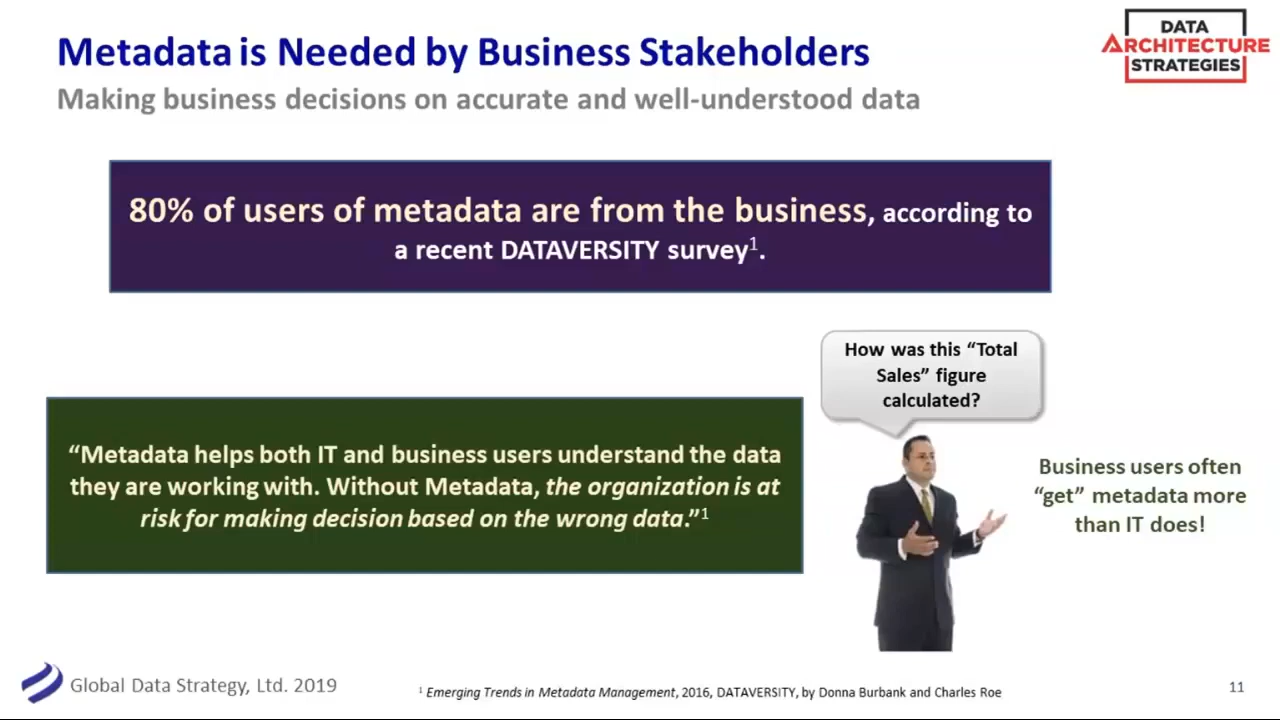 Metadata is Needed by Business Stakeholders
Making business decisions on accurate and well-understood data
DATA
ARCHITECTURE
STRATEGIES
80% of users of metadata are from the business, according to
a recent DATAVERSITY survey¹.
How was this “Total
Sales” figure
calculated?
“Metadata helps both IT and business users understand the data
they are working with. Without Metadata, the organization is at
risk for making decision based on the wrong data.”¹
Business users often
“get” metadata more
than IT does!
Global Data Strategy, Ltd. 2019
¹ Emerging Trends in Metadata Management, 2016, DATAVERSITY, by Donna Burbank and Charles Roe
11